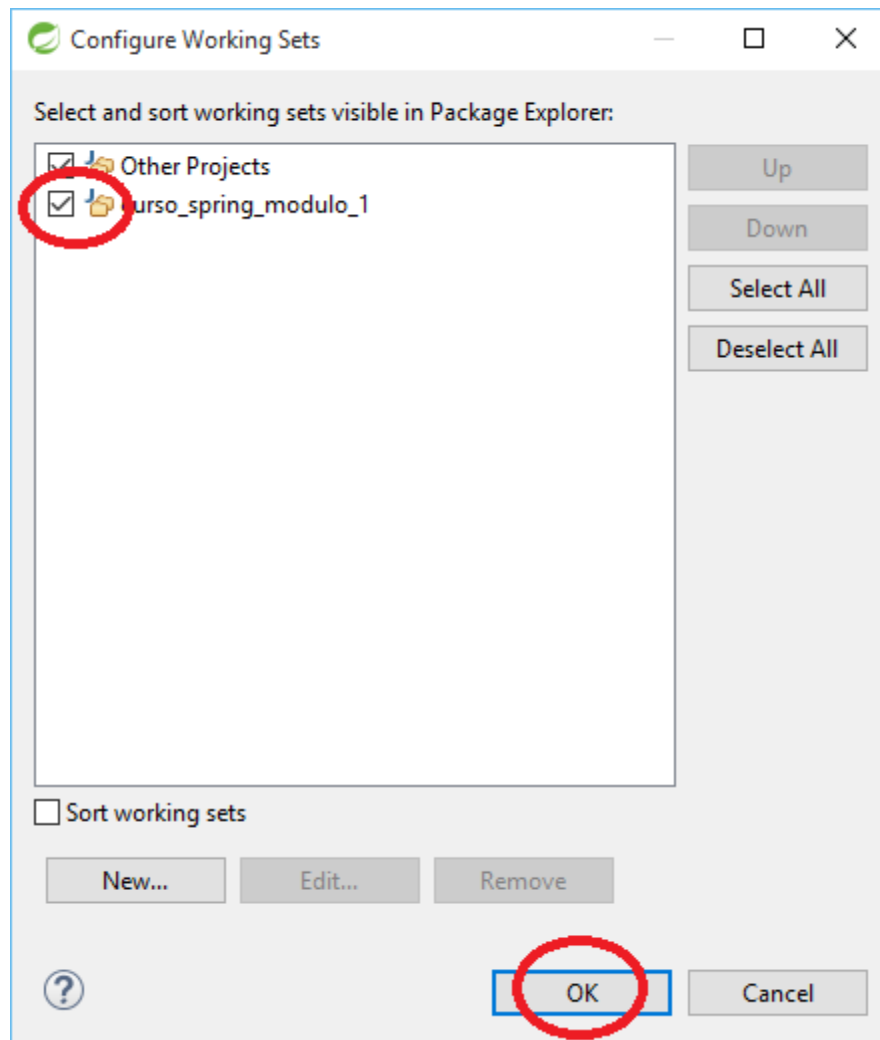 Configure Working Sets
Select and sort working sets visible in Package Explorer:
Other Projects
curso_spring_modulo_1
Up
Down
Select All
Deselect All
Sort working sets
New...
Edit...
Remove
?
OK
Cancel